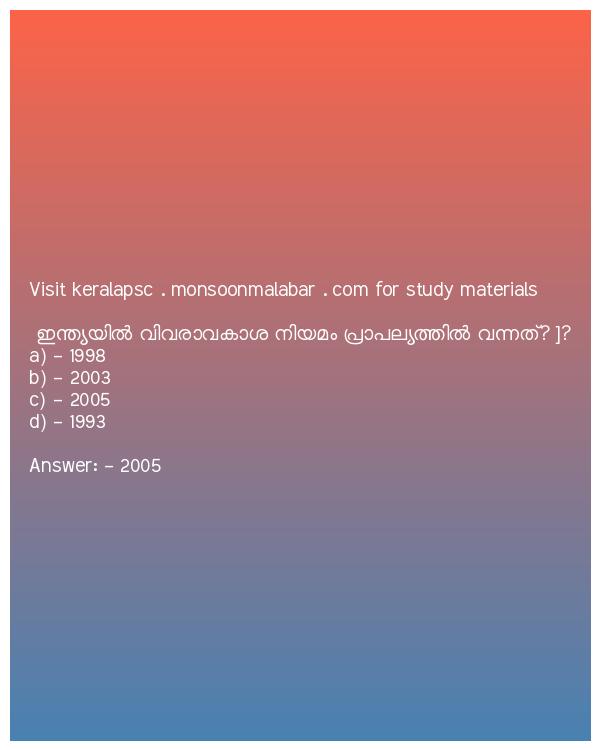 Visit keralapsc . monsoonmalabar . com for study materials
ഇന്ത്യയിൽ വിവരാവകാശ നിയമം പ്രാപല്യത്തിൽ വന്നത്? ]?
a) - 1998
b) - 2003
c) - 2005
d) - 1993
Answer: - 2005